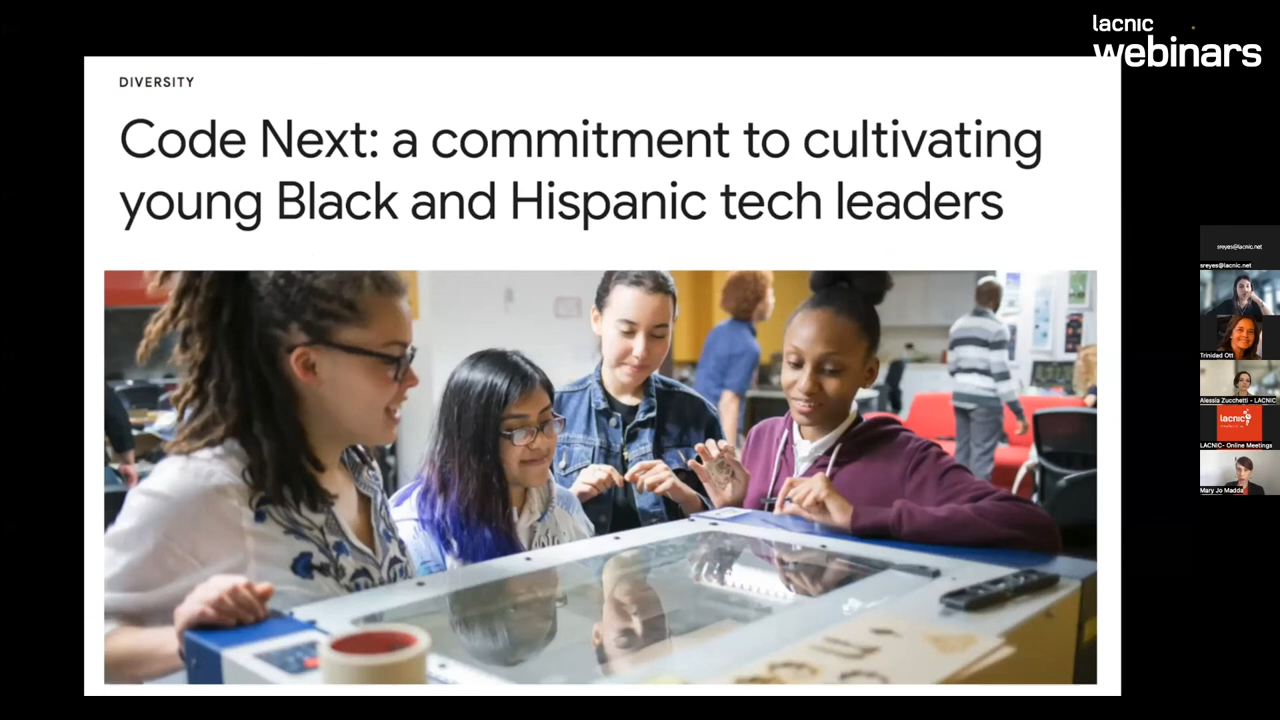 lacnic
webinars
DIVERSITY
Code Next: a commitment to cultivating
young Black and Hispanic tech leaders
sreyes@lacnic.net
sreyes@lacnic.net
Trinidad Ott
Alessia Zucchetti - LACNIC
lacnic
LACNIC- Online Meetings
Mary Jo Madda